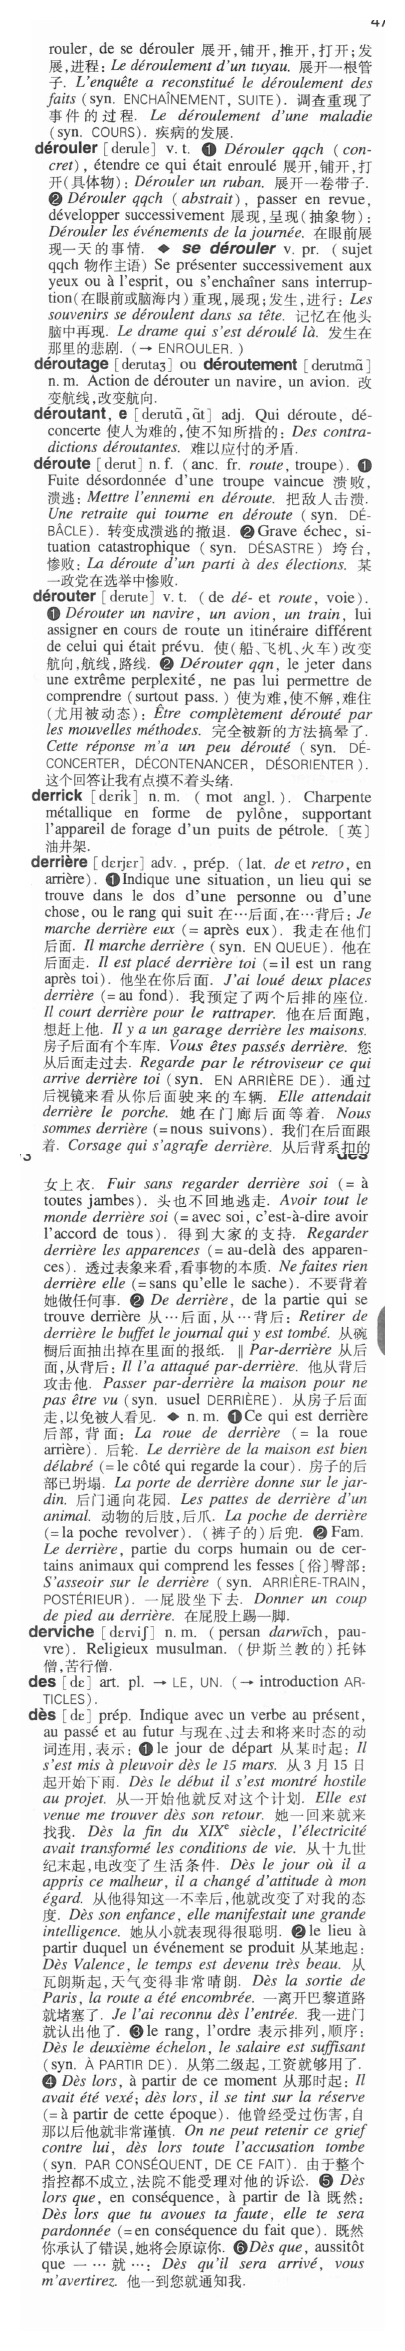 47
rouler, de se dérouler 展开,铺开,推开,打开;发
展,进程: Le déroulement d'un tuyau. 展开一根管
子. L'enquête a reconstitué le déroulement des
faits (syn. ENCHAÎNEMENT, SUITE). 调查重现了
事件的过程. Le déroulement d'une maladie
(syn. COURS). 疾病的发展.
dérouler [derule] v. t. ❶ Dérouler qqch (con-
cret), étendre ce qui était enroulé 展开,铺开,打
开(具体物): Dérouler un ruban. 展开一卷带子.
❷ Dérouler qqch (abstrait), passer en revue,
développer successivement 展现,呈现(抽象物):
Dérouler les événements de la journée. 在眼前展
现一天的事情. ◆ se dérouler v. pr. (sujet
qqch 物作主语) Se présenter successivement aux
yeux ou à l'esprit, ou s'enchaîner sans interrup-
tion(在眼前或脑海内)重现,展现;发生,进行: Les
souvenirs se déroulent dans sa tête. 记忆在他头
脑中再现. Le drame qui s'est déroulé là. 发生在
那里的悲剧. (→ ENROULER.)
déroutage [derutaʒ] ou déroutement [derutmɑ̃]
n. m. Action de dérouter un navire, un avion. 改
变航线,改变航向.
déroutant, e [derutɑ̃, ɑ̃t] adj. Qui déroute, dé-
concerte 使人为难的,使不知所措的: Des contra-
dictions déroutantes. 难以应付的矛盾.
déroute [derut] n. f. (anc. fr. route, troupe). ❶
Fuite désordonnée d'une troupe vaincue 溃败,
溃逃: Mettre l'ennemi en déroute. 把敌人击溃.
Une retraite qui tourne en déroute (syn. DÉ-
BÂCLE). 转变成溃逃的撤退. ❷ Grave échec, si-
tuation catastrophique (syn. DÉSASTRE) 垮台,
惨败: La déroute d'un parti à des élections. 某
一政党在选举中惨败.
dérouter [derute] v. t. (de dé- et route, voie).
❶ Dérouter un navire, un avion, un train, lui
assigner en cours de route un itinéraire différent
de celui qui était prévu. 使(船、飞机、火车)改变
航向,航线,路线. ❷ Dérouter qqn, le jeter dans
une extrême perplexité, ne pas lui permettre de
comprendre (surtout pass.) 使为难,使不解,难住
(尤用被动态): Être complètement dérouté par
les mouvelles méthodes. 完全被新的方法搞晕了.
Cette réponse m'a un peu dérouté (syn. DÉ-
CONCERTER, DÉCONTENANCER, DÉSORIENTER).
这个回答让我有点摸不着头绪.
derrick [dɛrik] n. m. (mot angl.). Charpente
métallique en forme de pylône, supportant
l'appareil de forage d'un puits de pétrole. 〔英〕
油井架.
derrière [dɛrjɛr] adv., prép. (lat. de et retro, en
arrière). ❶ Indique une situation, un lieu qui se
trouve dans le dos d'une personne ou d'une
chose, ou le rang qui suit 在…后面,在…背后: Je
marche derrière eux (= après eux). 我走在他们
后面. Il marche derrière (syn. EN QUEUE). 他在
后面走. Il est placé derrière toi (=il est un rang
après toi). 他坐在你后面. J'ai loué deux places
derrière (=au fond). 我预定了两个后排的座位.
Il court derrière pour le rattraper. 他在后面跑,
想赶上他. Il y a un garage derrière les maisons.
房子后面有个车库. Vous êtes passés derrière. 您
从后面走过去. Regarde par le rétroviseur ce qui
arrive derrière toi (syn. EN ARRIÈRE DE). 通过
后视镜来看从你后面驶来的车辆. Elle attendait
derrière le porche. 她在门廊后面等着. Nous
sommes derrière (=nous suivons). 我们在后面跟
着. Corsage qui s'agrafe derrière. 从后背系扣的
des
女上衣. Fuir sans regarder derrière soi (= à
toutes jambes). 头也不回地逃走. Avoir tout le
monde derrière soi (=avec soi, c'est-à-dire avoir
l'accord de tous). 得到大家的支持. Regarder
derrière les apparences (=au-delà des apparen-
ces). 透过表象来看,看事物的本质. Ne faites rien
derrière elle (=sans qu'elle le sache). 不要背着
她做任何事. ❷ De derrière, de la partie qui se
trouve derrière 从…后面,从…背后: Retirer de
derrière le buffet le journal qui y est tombé. 从碗
橱后面抽出掉在里面的报纸. ‖ Par-derrière 从后
面,从背后: Il l'a attaqué par-derrière. 他从背后
攻击他. Passer par-derrière la maison pour ne
pas être vu (syn. usuel DERRIÈRE). 从房子后面
走,以免被人看见. ◆ n. m. ❶ Ce qui est derrière
后部, 背面: La roue de derrière (= la roue
arrière). 后轮. Le derrière de la maison est bien
délabré (=le côté qui regarde la cour). 房子的后
部已坍塌. La porte de derrière donne sur le jar-
din. 后门通向花园. Les pattes de derrière d'un
animal. 动物的后肢,后爪. La poche de derrière
(=la poche revolver). (裤子的)后兜. ❷ Fam.
Le derrière, partie du corps humain ou de cer-
tains animaux qui comprend les fesses〔俗〕臀部:
S'asseoir sur le derrière (syn. ARRIÈRE-TRAIN,
POSTÉRIEUR). 一屁股坐下去. Donner un coup
de pied au derrière. 在屁股上踢一脚.
derviche [dɛrviʃ] n. m. (persan darwīch, pau-
vre). Religieux musulman. (伊斯兰教的)托钵
僧,苦行僧.
des [de] art. pl. → LE, UN. (→ introduction AR-
TICLES).
dès [dɛ] prép. Indique avec un verbe au présent,
au passé et au futur 与现在、过去和将来时态的动
词连用,表示: ❶ le jour de départ 从某时起: Il
s'est mis à pleuvoir dès le 15 mars. 从3月15日
起开始下雨. Dès le début il s'est montré hostile
au projet. 从一开始他就反对这个计划. Elle est
venue me trouver dès son retour. 她一回来就来
找我. Dès la fin du XIXe siècle, l'électricité
avait transformé les conditions de vie. 从十九世
纪末起,电改变了生活条件. Dès le jour où il a
appris ce malheur, il a changé d'attitude à mon
égard. 从他得知这一不幸后,他就改变了对我的态
度. Dès son enfance, elle manifestait une grande
intelligence. 她从小就表现得很聪明. ❷ le lieu à
partir duquel un événement se produit 从某地起:
Dès Valence, le temps est devenu très beau. 从
瓦朗斯起,天气变得非常晴朗. Dès la sortie de
Paris, la route a été encombrée. 一离开巴黎道路
就堵塞了. Je l'ai reconnu dès l'entrée. 我一进门
就认出他了. ❸ le rang, l'ordre 表示排列,顺序:
Dès le deuxième échelon, le salaire est suffisant
(syn. À PARTIR DE). 从第二级起,工资就够用了.
❹ Dès lors, à partir de ce moment 从那时起: Il
avait été vexé; dès lors, il se tint sur la réserve
(=à partir de cette époque). 他曾经受过伤害,自
那以后他就非常谨慎. On ne peut retenir ce grief
contre lui, dès lors toute l'accusation tombe
(syn. PAR CONSÉQUENT, DE CE FAIT). 由于整个
指控都不成立,法院不能受理对他的诉讼. ❺ Dès
lors que, en conséquence, à partir de là 既然:
Dès lors que tu avoues ta faute, elle te sera
pardonnée (=en conséquence du fait que). 既然
你承认了错误,她将会原谅你. ❻ Dès que, aussitôt
que 一…就…: Dès qu'il sera arrivé, vous
m'avertirez. 他一到您就通知我.